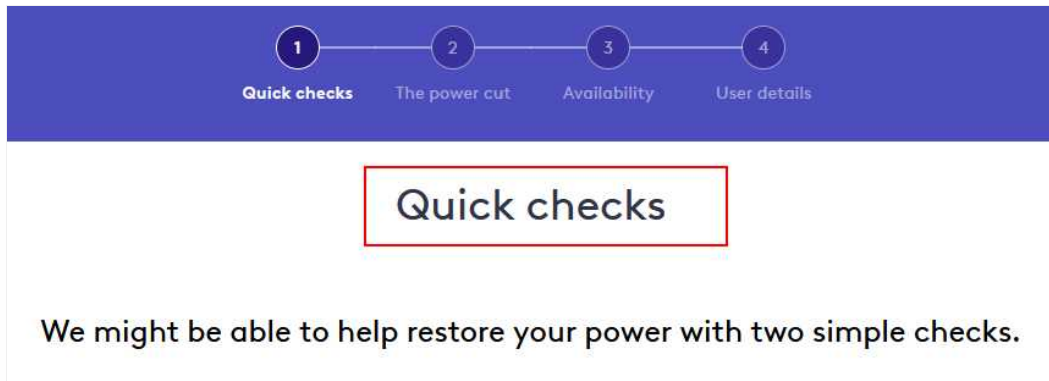 1 2 3 4
Quick checks The power cut Availability User details
Quick checks
We might be able to help restore your power with two simple checks.